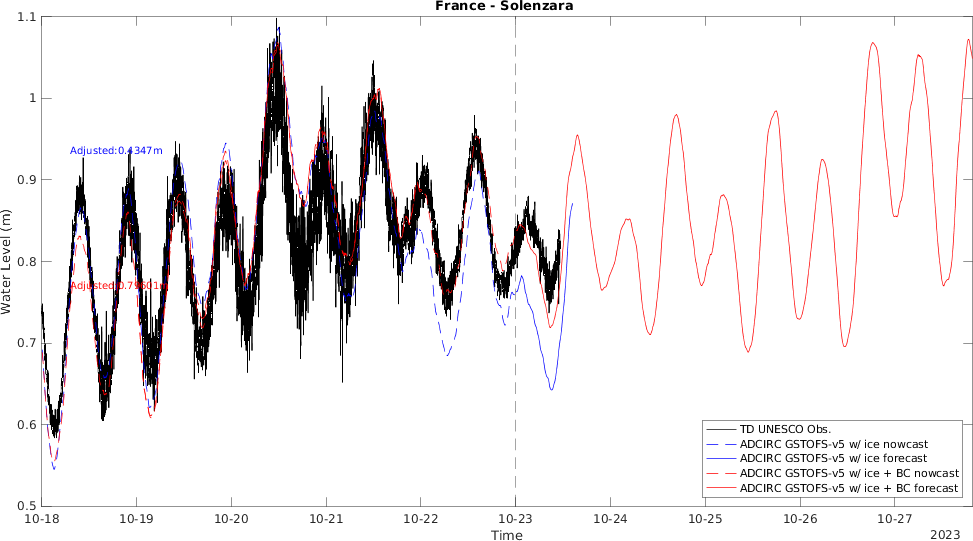 France - Solenzara
1.1
1
0.9
0.8
0.7
0.6
0.5
Water Level (m)
Adjusted:0.4347m
Adjusted:0.79601m
TD UNESCO Obs.
ADCIRC GSTOFS-v5 w/ ice nowcast
ADCIRC GSTOFS-v5 w/ ice forecast
ADCIRC GSTOFS-v5 w/ ice + BC nowcast
ADCIRC GSTOFS-v5 w/ ice + BC forecast
10-18 10-19 10-20 10-21 10-22 10-23 10-24 10-25 10-26 10-27
Time
2023